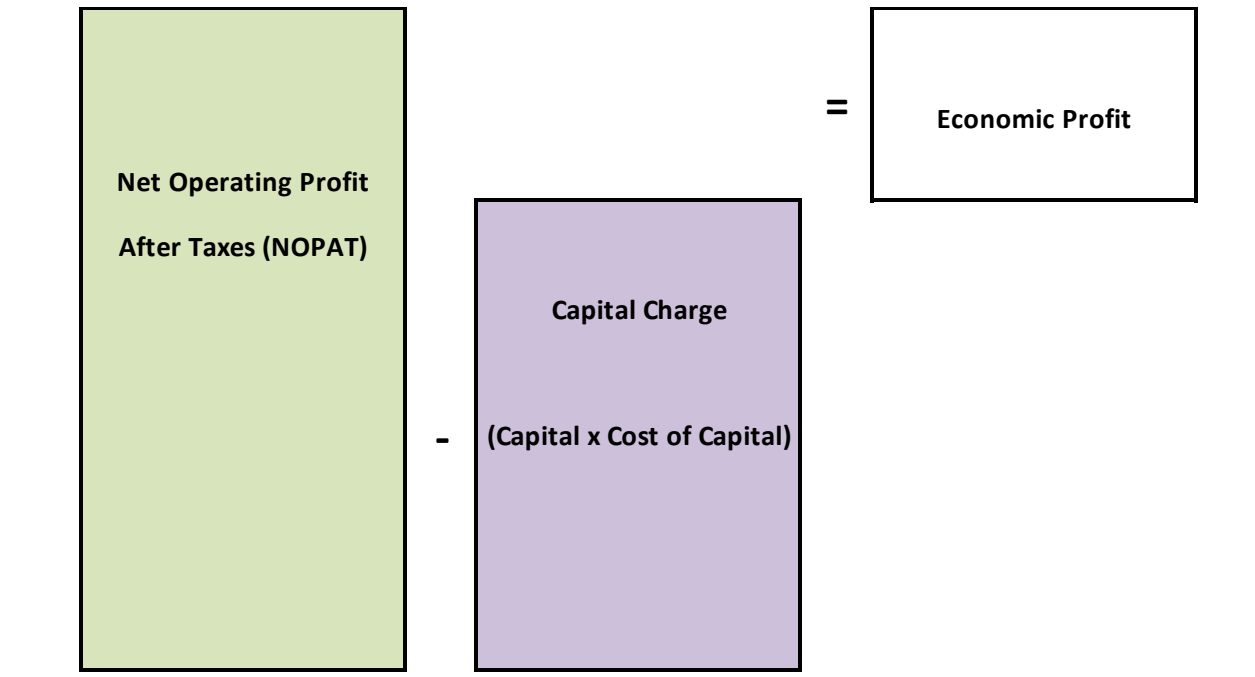 Net Operating Profit
After Taxes (NOPAT)
-
Capital Charge
(Capital x Cost of Capital)
=
Economic Profit